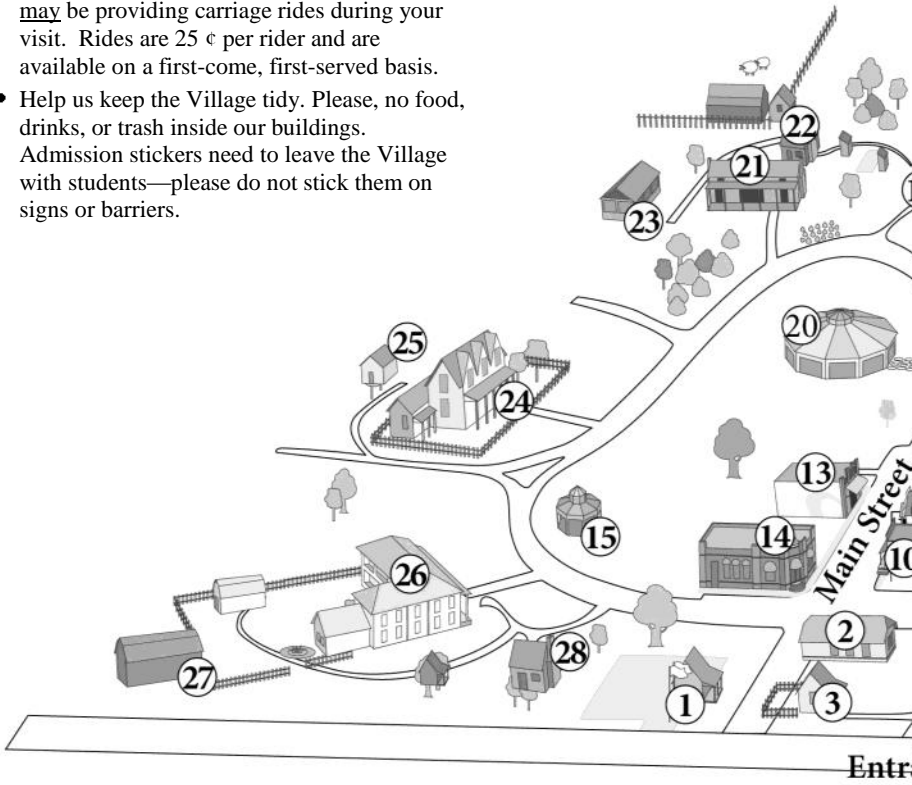 may be providing carriage rides during your
visit. Rides are 25 ¢ per rider and are
available on a first-come, first-served basis.
• Help us keep the Village tidy. Please, no food,
drinks, or trash inside our buildings.
Admission stickers need to leave the Village
with students—please do not stick them on
signs or barriers.
22
21
23
20
25
24
13
Main Street
14
15
10
26
2
28
27
1
3